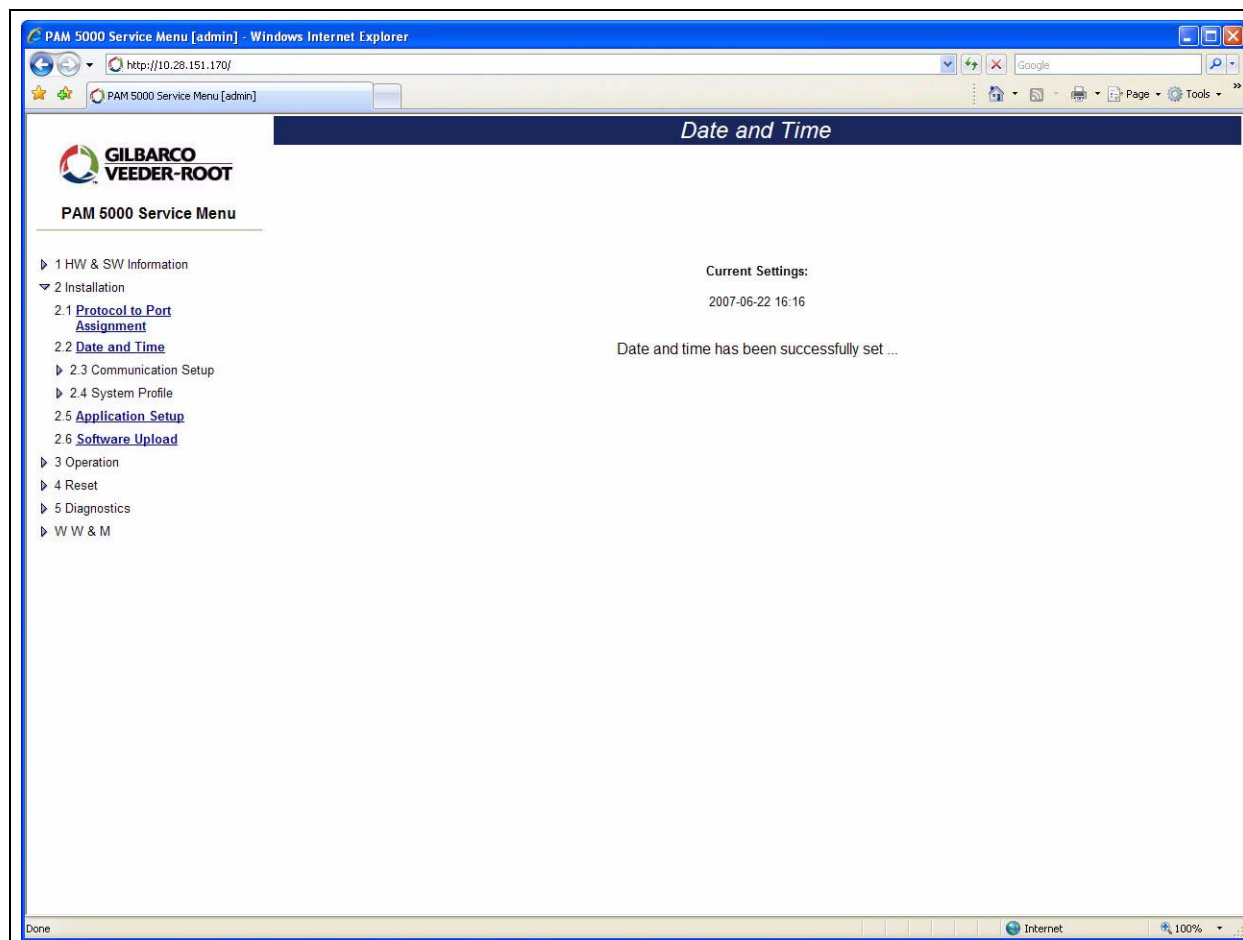 PAM 5000 Service Menu [admin] - Windows Internet Explorer
http://10.28.151.170/
Google
PAM 5000 Service Menu [admin]
Page
Tools
»
GILBARCO
VEEDER-ROOT
™
PAM 5000 Service Menu
1 HW & SW Information
2 Installation
2.1 Protocol to Port
Assignment
2.2 Date and Time
2.3 Communication Setup
2.4 System Profile
2.5 Application Setup
2.6 Software Upload
3 Operation
4 Reset
5 Diagnostics
W W & M
Date and Time
Current Settings:
2007-06-22 16:16
Date and time has been successfully set ...
Done
Internet
100%